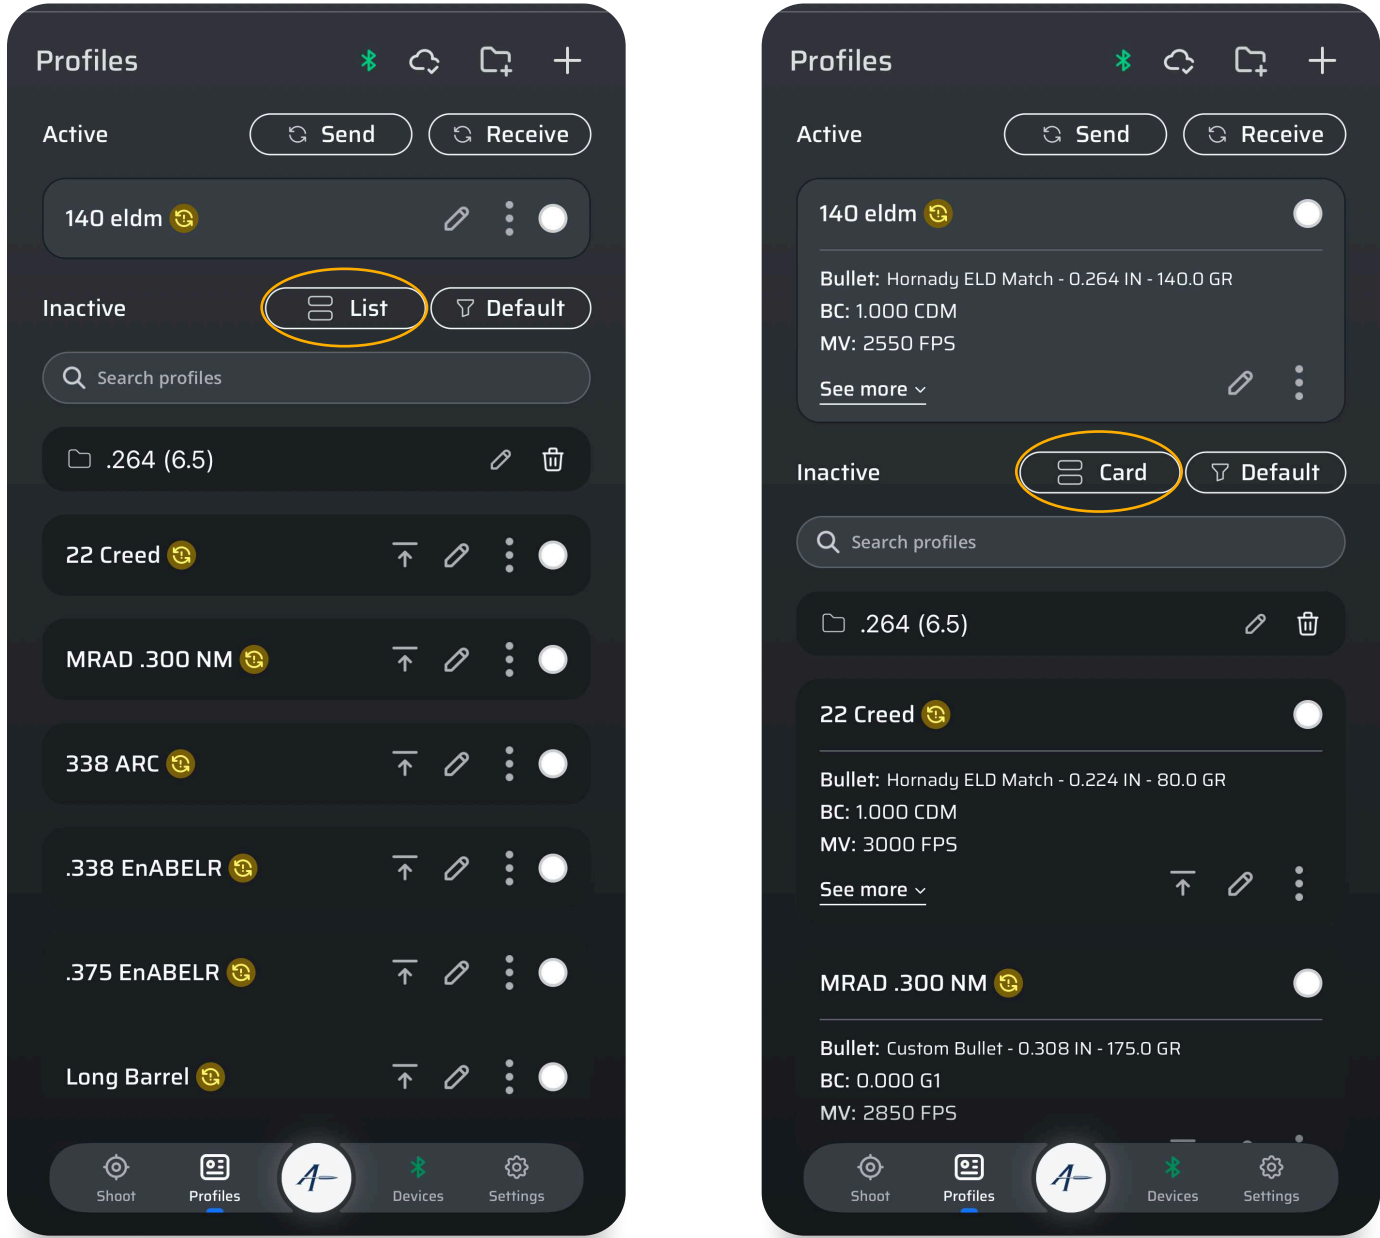 Profiles
Active
Send
Receive
140 eldm
Inactive
List
Default
Search profiles
.264 (6.5)
22 Creed
MRAD .300 NM
338 ARC
.338 EnABELR
.375 EnABELR
Long Barrel
Shoot
Profiles
A
Devices
Settings
Profiles
Active
Send
Receive
140 eldm
Bullet: Hornady ELD Match - 0.264 IN - 140.0 GR
BC: 1.000 CDM
MV: 2550 FPS
See more
Inactive
Card
Default
Search profiles
.264 (6.5)
22 Creed
Bullet: Hornady ELD Match - 0.224 IN - 80.0 GR
BC: 1.000 CDM
MV: 3000 FPS
See more
MRAD .300 NM
Bullet: Custom Bullet - 0.308 IN - 175.0 GR
BC: 0.000 G1
MV: 2850 FPS
Shoot
Profiles
A
Devices
Settings